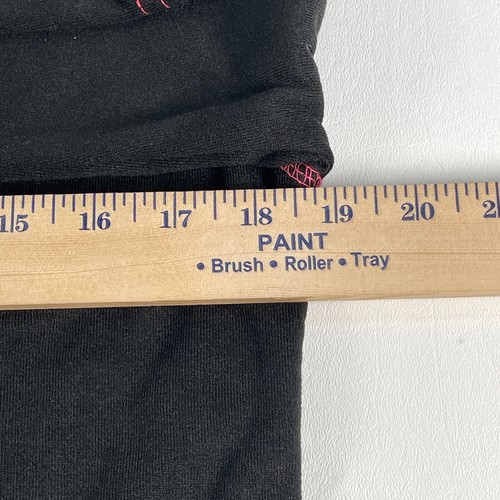 15 16 17 18 19 20 2
PAINT
• Brush • Roller • Tray